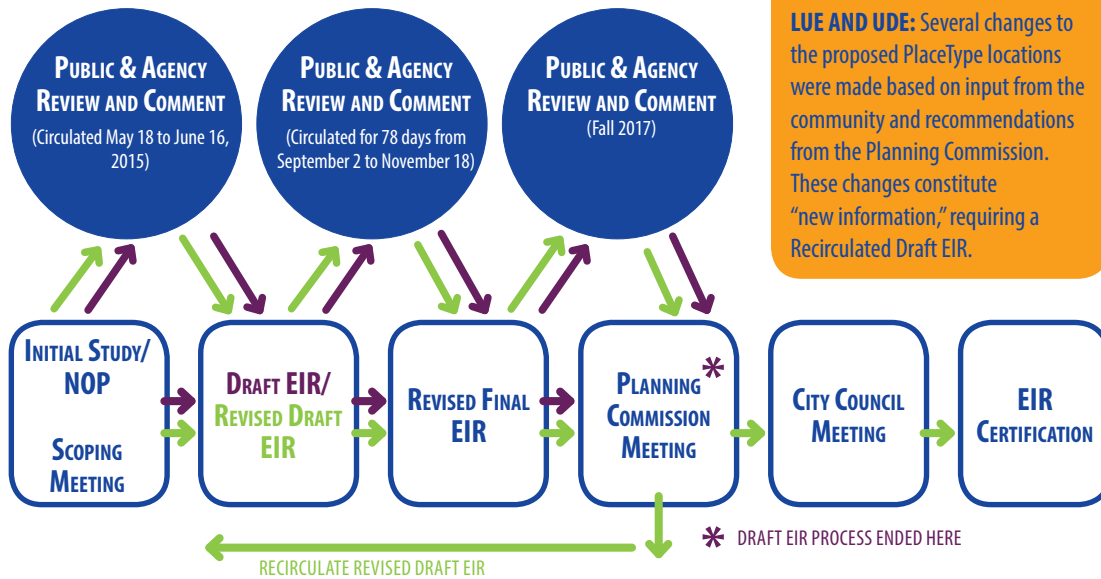 PUBLIC & AGENCY
REVIEW AND COMMENT
(Circulated May 18 to June 16,
2015)
PUBLIC & AGENCY
REVIEW AND COMMENT
(Circulated for 78 days from
September 2 to November 18)
PUBLIC & AGENCY
REVIEW AND COMMENT
(Fall 2017)
LUE AND UDE: Several changes to
the proposed PlaceType locations
were made based on input from the
community and recommendations
from the Planning Commission.
These changes constitute
“new information,” requiring a
Recirculated Draft EIR.
INITIAL STUDY/
NOP
SCOPING
MEETING
DRAFT EIR/
REVISED DRAFT
EIR
REVISED FINAL
EIR
PLANNING *
COMMISSION
MEETING
CITY COUNCIL
MEETING
EIR
CERTIFICATION
* DRAFT EIR PROCESS ENDED HERE
RECIRCULATE REVISED DRAFT EIR